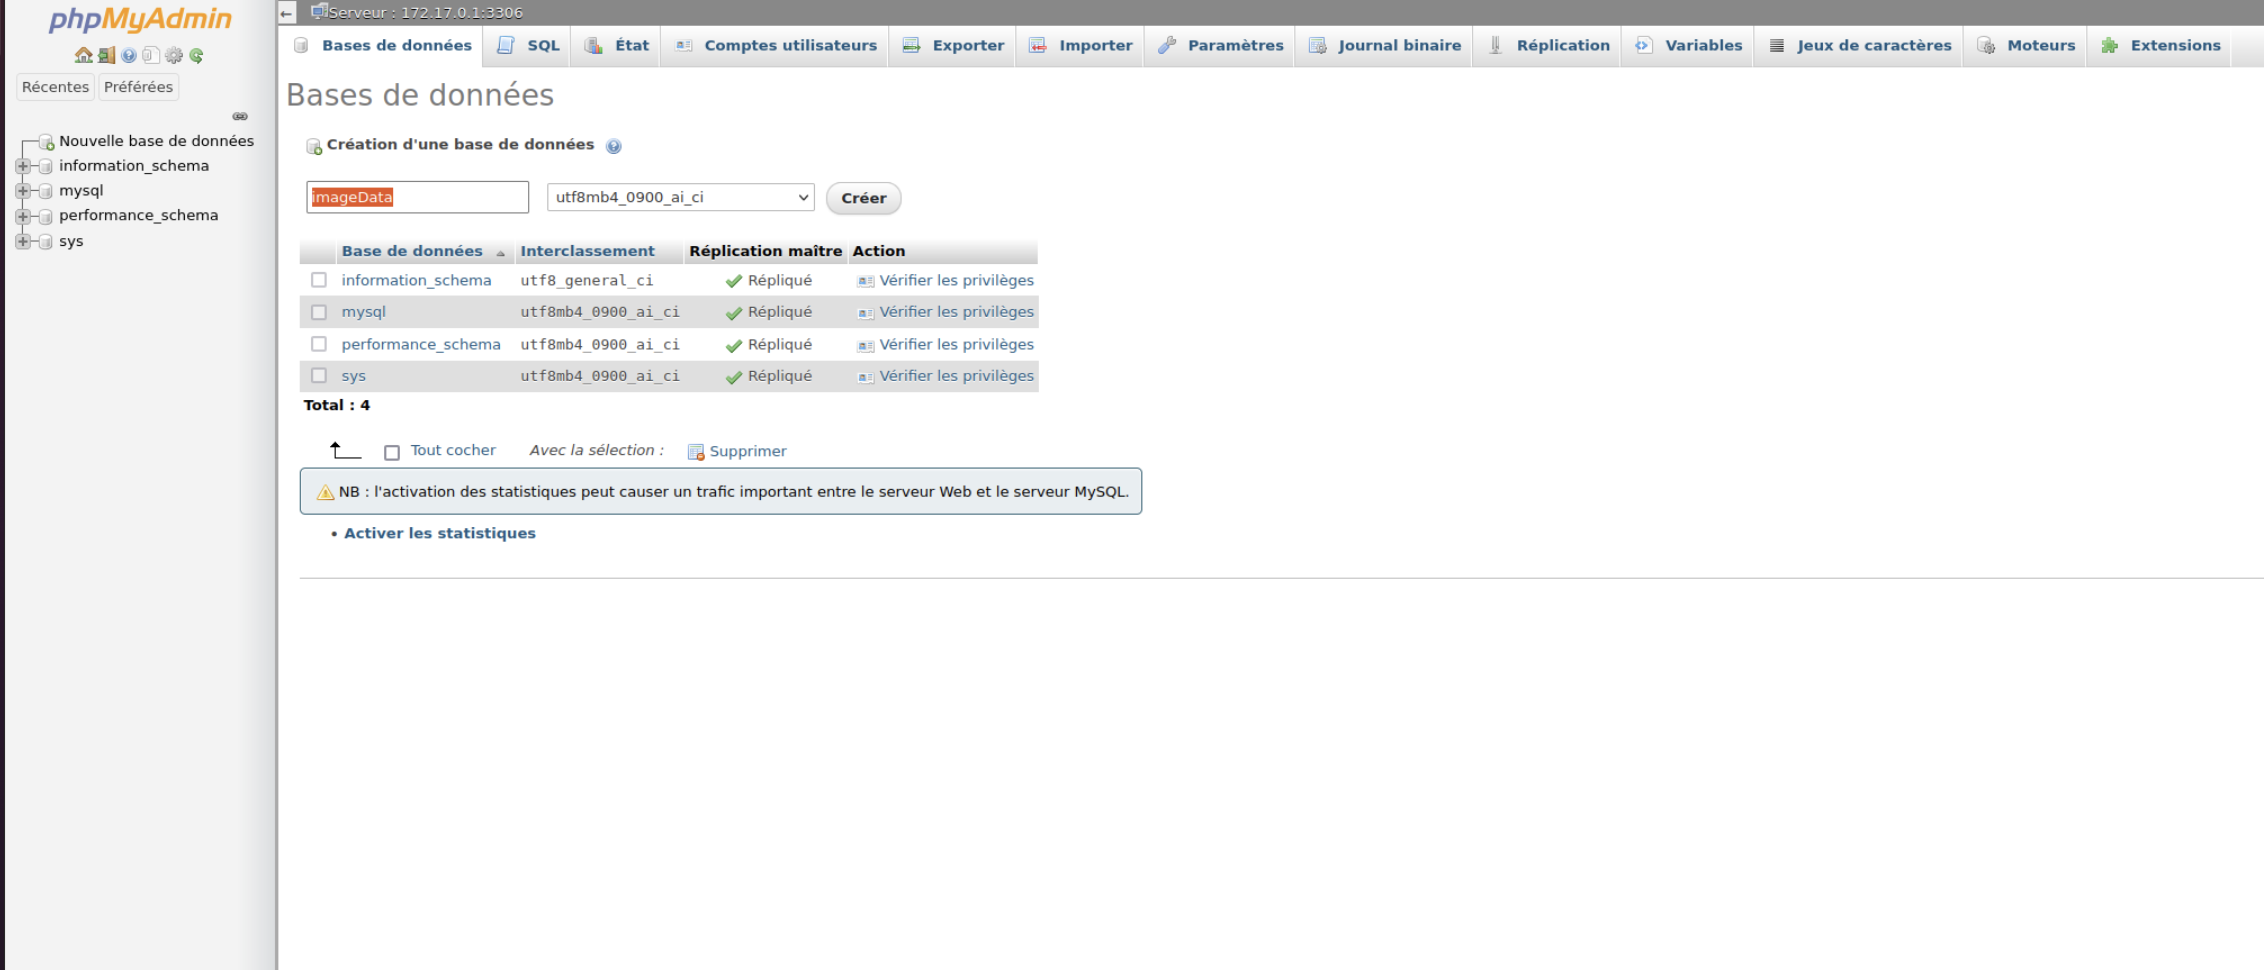 phpMyAdmin
Récentes Préférées
Nouvelle base de données
information_schema
mysql
performance_schema
sys
Serveur : 172.17.0.1:3306
Bases de données SQL État Comptes utilisateurs Exporter Importer Paramètres Journal binaire Réplication Variables Jeux de caractères Moteurs Extensions
Bases de données
Création d'une base de données
imageData utf8mb4_0900_ai_ci Créer
Base de données Interclassement Réplication maître Action
information_schema utf8_general_ci Répliqué Vérifier les privilèges
mysql utf8mb4_0900_ai_ci Répliqué Vérifier les privilèges
performance_schema utf8mb4_0900_ai_ci Répliqué Vérifier les privilèges
sys utf8mb4_0900_ai_ci Répliqué Vérifier les privilèges
Total : 4
Tout cocher Avec la sélection : Supprimer
NB : l'activation des statistiques peut causer un trafic important entre le serveur Web et le serveur MySQL.
• Activer les statistiques